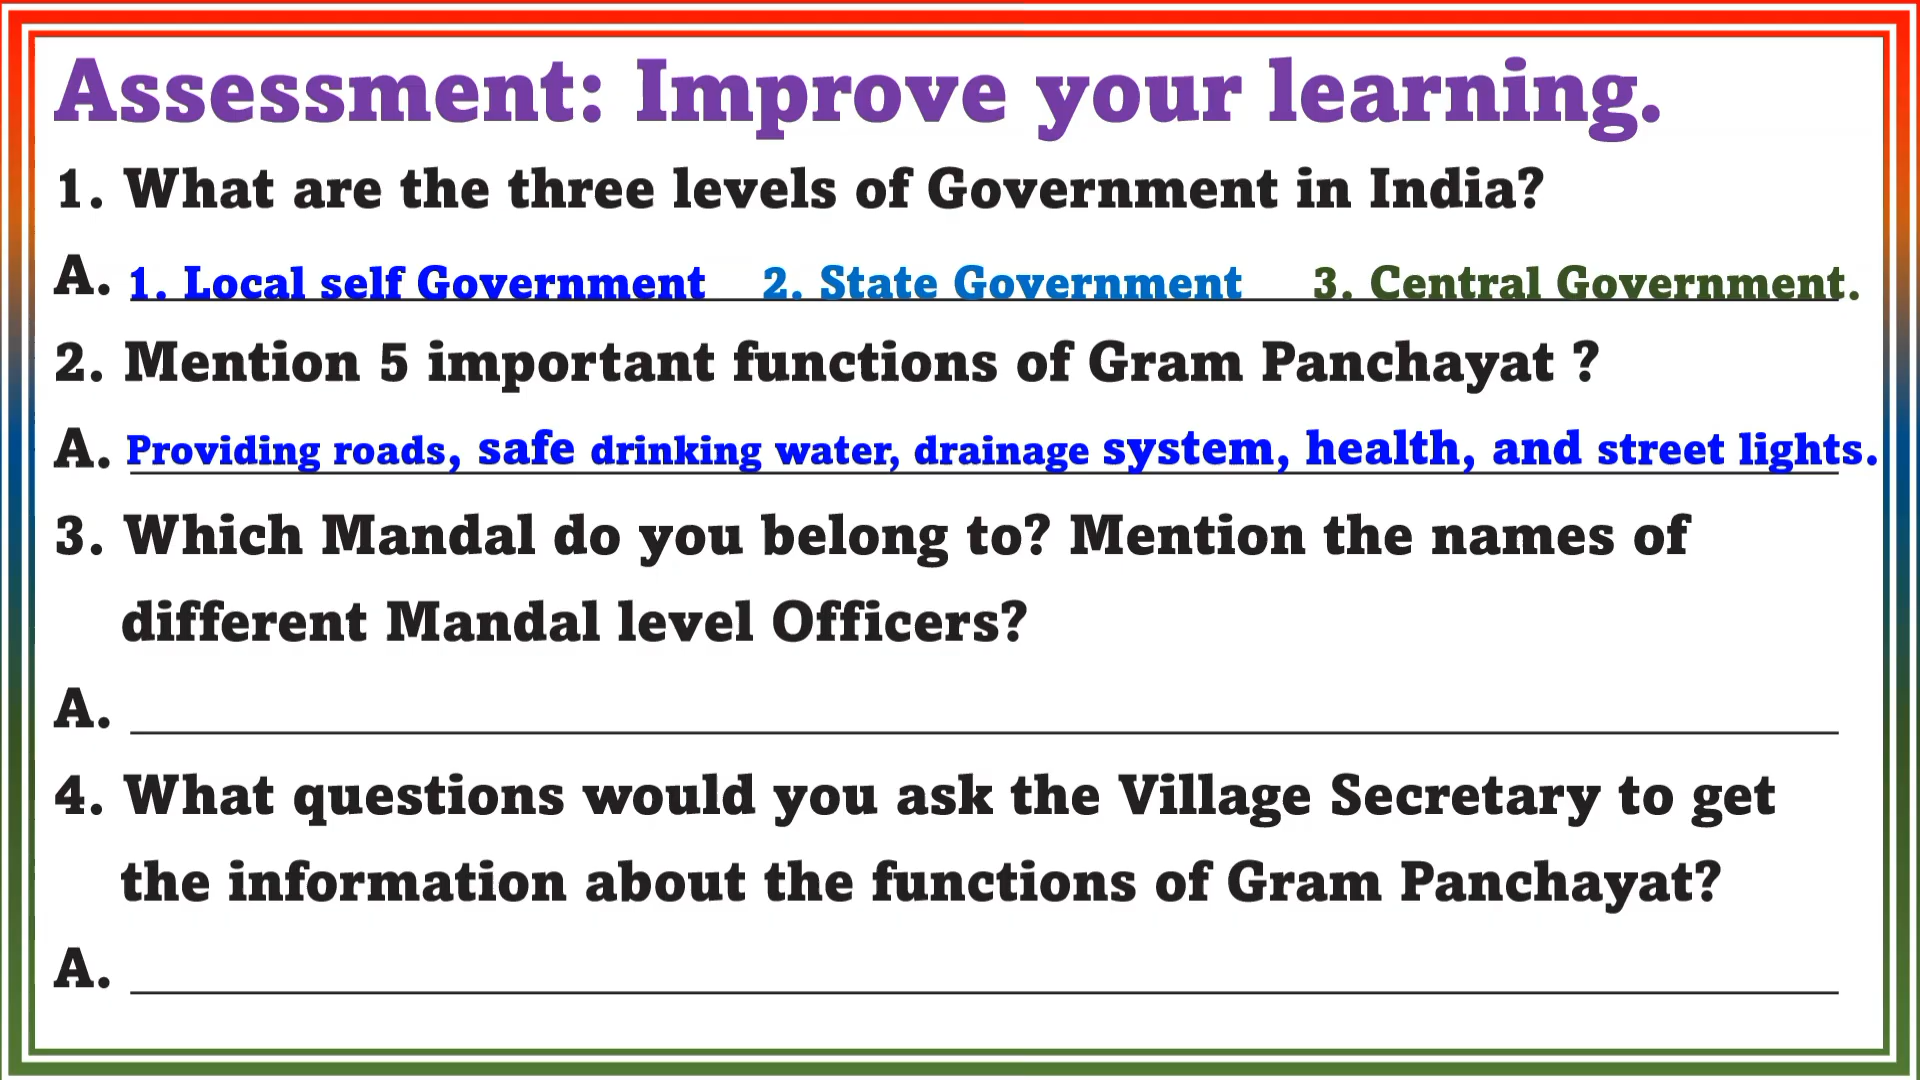 Assessment: Improve your learning.
1. What are the three levels of Government in India?
A. 1. Local self Government 2. State Government 3. Central Government.
2. Mention 5 important functions of Gram Panchayat ?
A. Providing roads, safe drinking water, drainage system, health, and street lights.
3. Which Mandal do you belong to? Mention the names of
different Mandal level Officers?
A.
4. What questions would you ask the Village Secretary to get
the information about the functions of Gram Panchayat?
A.